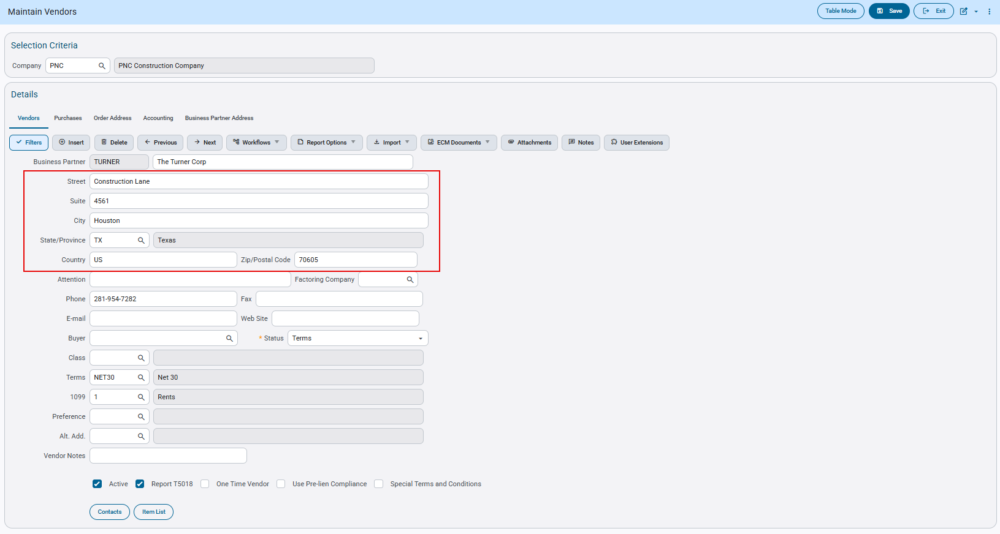 Maintain Vendors
Table Mode Save Exit
Selection Criteria
Company PNC PNC Construction Company
Details
Vendors Purchases Order Address Accounting Business Partner Address
Filters Insert Delete Previous Next Workflows Report Options Import ECM Documents Attachments Notes User Extensions
Business Partner TURNER The Turner Corp
Street Construction Lane
Suite 4561
City Houston
State/Province TX Texas
Country US Zip/Postal Code 70605
Attention Factoring Company
Phone 281-954-7282 Fax
E-mail Web Site
Buyer * Status Terms
Class
Terms NET30 Net 30
1099 1 Rents
Preference
Alt. Add.
Vendor Notes
Active Report T5018 One Time Vendor Use Pre-lien Compliance Special Terms and Conditions
Contacts Item List